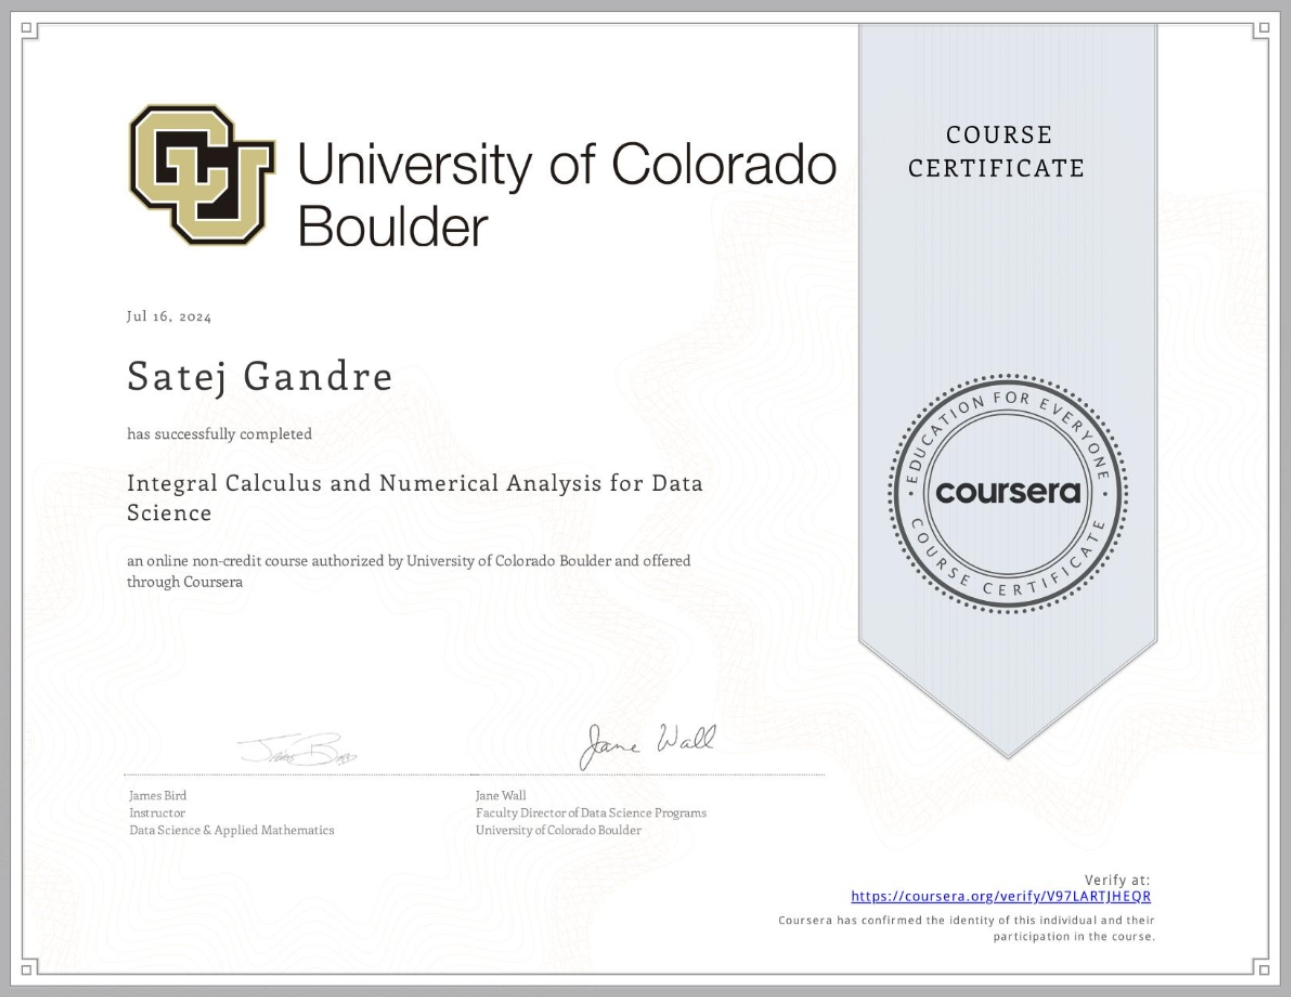 CU
University of Colorado
Boulder
COURSE
CERTIFICATE
Jul 16, 2024
Satej Gandre
has successfully completed
Integral Calculus and Numerical Analysis for Data
Science
an online non-credit course authorized by University of Colorado Boulder and offered
through Coursera
EDUCATION FOR EVERYONE
coursera
COURSE CERTIFICATE
Jane Wall
James Bird
Instructor
Data Science & Applied Mathematics
Jane Wall
Faculty Director of Data Science Programs
University of Colorado Boulder
Verify at:
https://coursera.org/verify/V97LARTJHEQR
Coursera has confirmed the identity of this individual and their
participation in the course.